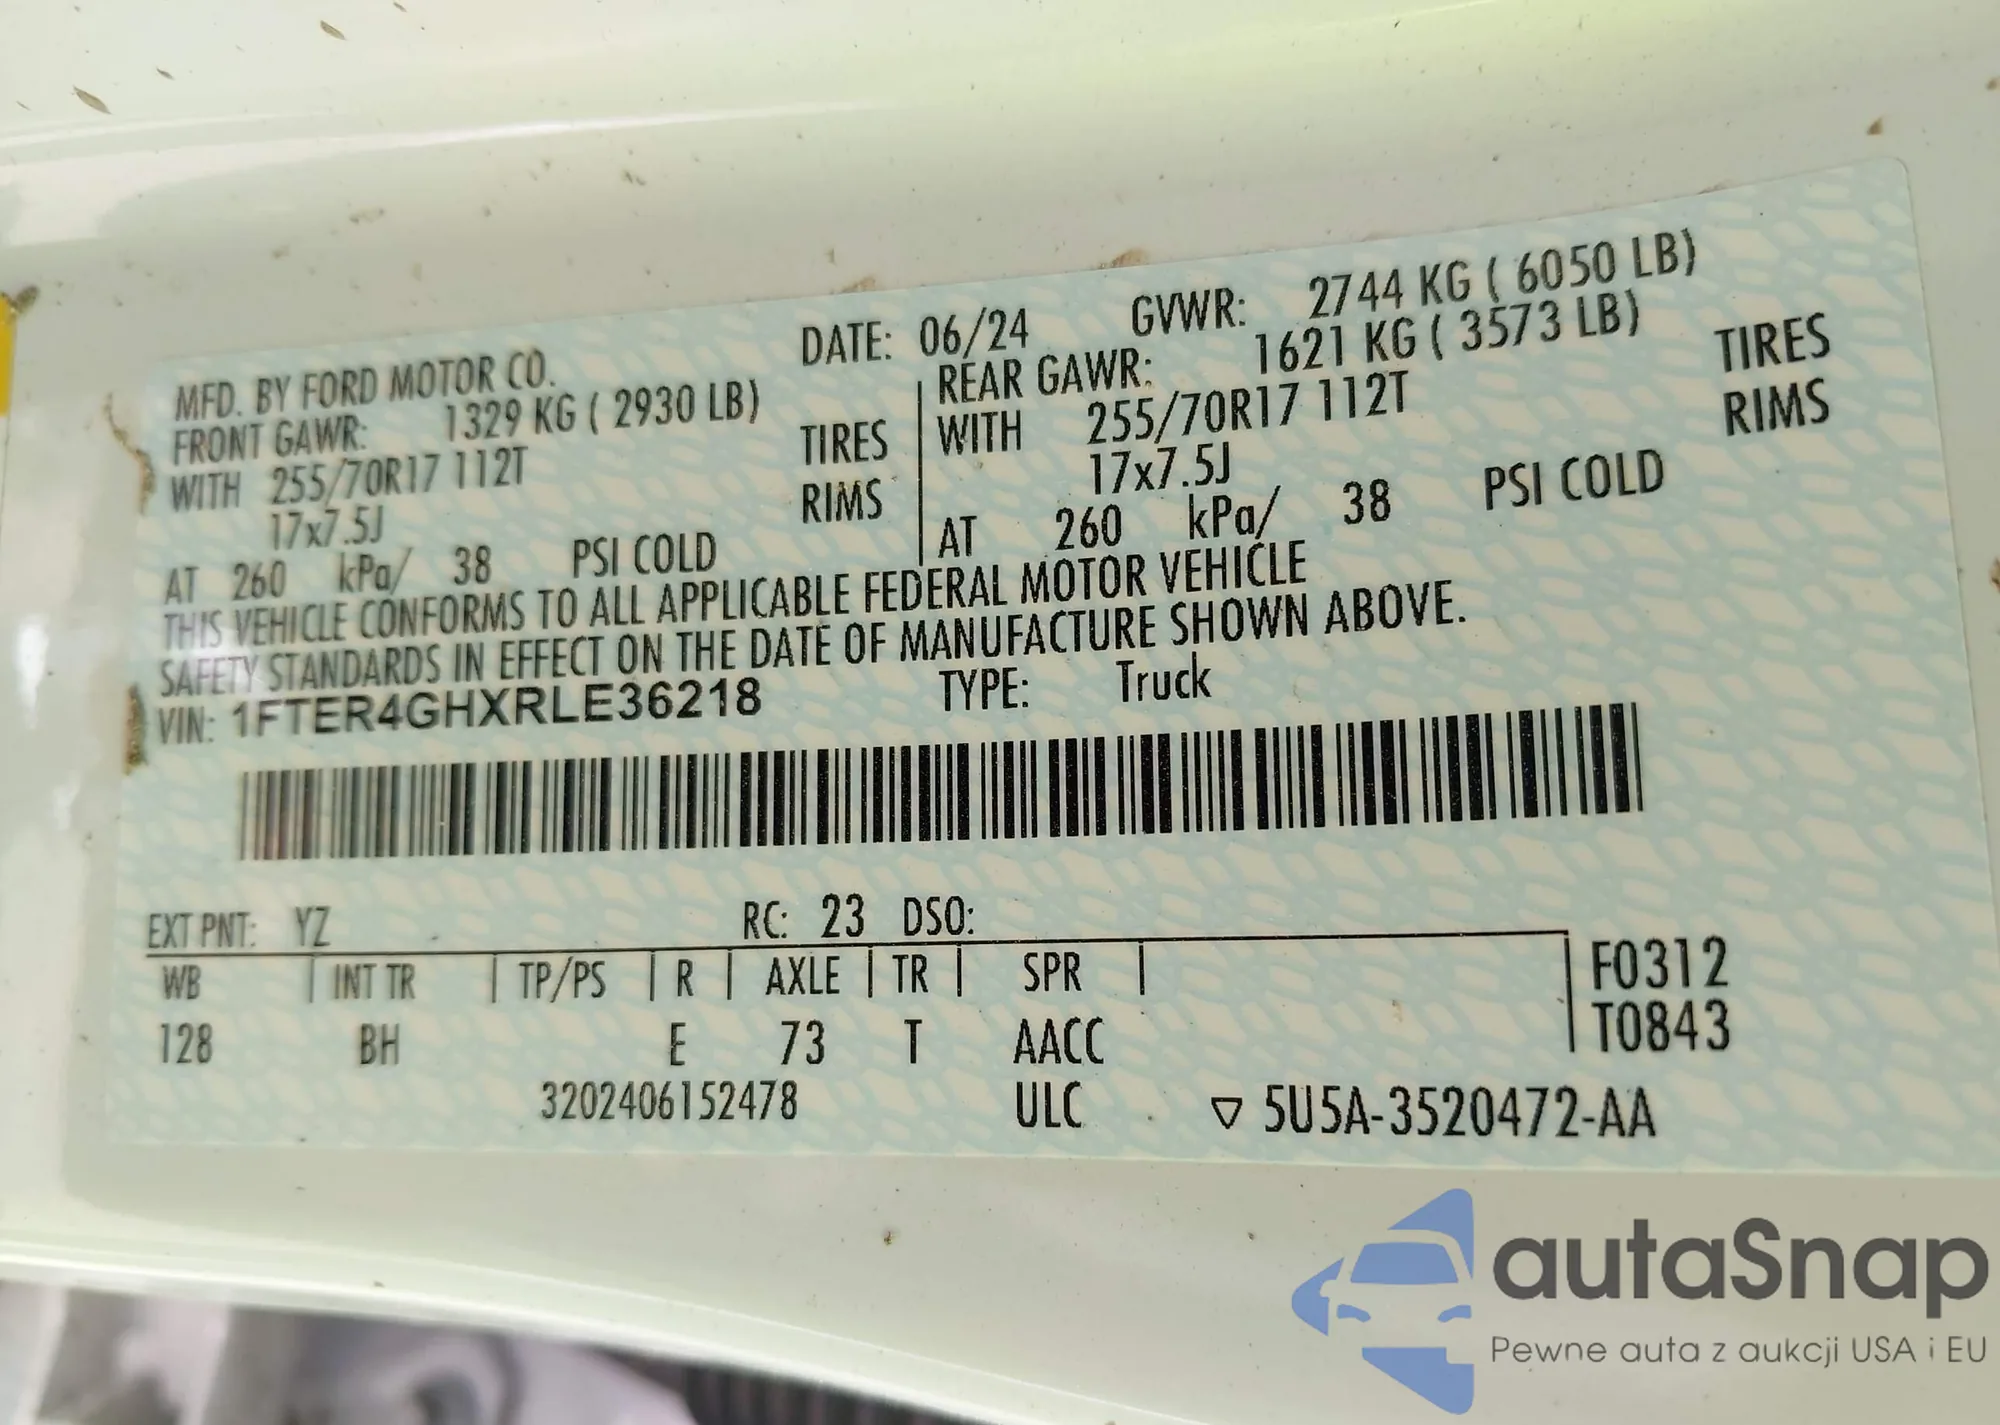 MFD. BY FORD MOTOR CO. DATE: 06/24 GVWR: 2744 KG ( 6050 LB)
FRONT GAWR: 1329 KG ( 2930 LB)
WITH 255/70R17 112T TIRES
17x7.5J RIMS
AT 260 kPa/ 38 PSI COLD
REAR GAWR: 1621 KG ( 3573 LB)
WITH 255/70R17 112T TIRES
17x7.5J RIMS
AT 260 kPa/ 38 PSI COLD
THIS VEHICLE CONFORMS TO ALL APPLICABLE FEDERAL MOTOR VEHICLE
SAFETY STANDARDS IN EFFECT ON THE DATE OF MANUFACTURE SHOWN ABOVE.
VIN: 1FTER4GHXRLE36218 TYPE: Truck
EXT PNT: YZ RC: 23 DSO:
WB | INT TR | TP/PS | R | AXLE | TR | SPR | F0312
128 BH E 73 T AACC T0843
3202406152478 ULC ▽ 5U5A-3520472-AA
autaSnap
Pewne auta z aukcji USA i EU